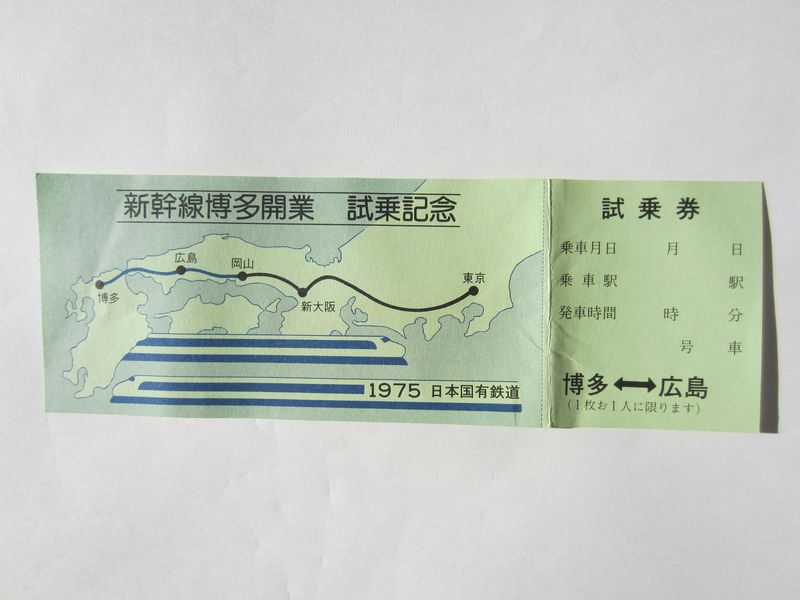 新幹線博多開業　試乗記念
博多
広島
岡山
新大阪
東京
1975 日本国有鉄道
試乗券
乗車月日　月　日
乗車駅　駅
発車時間　時　分
号　車
博多⟷広島
(1枚お1人に限ります)